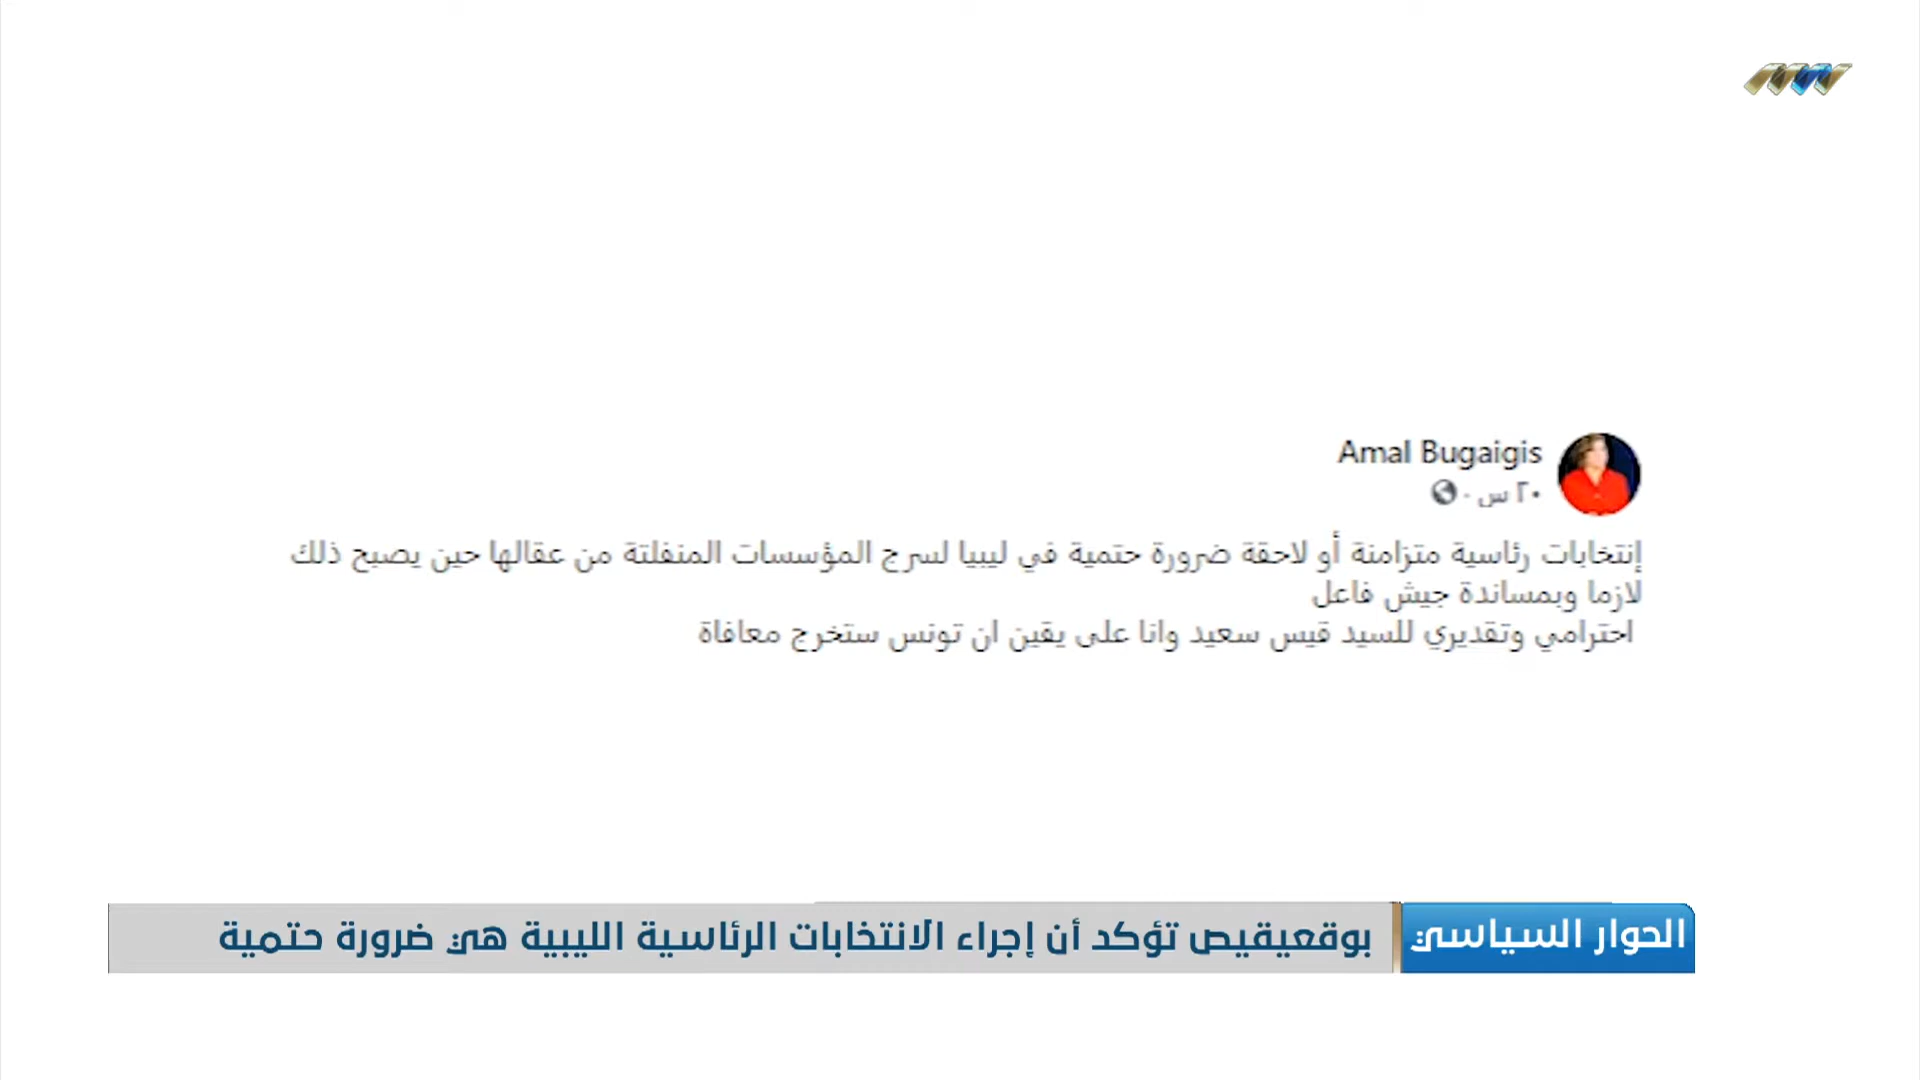 Amal Bugaigis
٢٠ س ·
إنتخابات رئاسية متزامنة أو لاحقة ضرورة حتمية في ليبيا لسرج المؤسسات المنفلتة من عقالها حين يصبح ذلك
لازما وبمساندة جيش فاعل
احترامي وتقديري للسيد قيس سعيد وانا على يقين ان تونس ستخرج معافاة
الحوار السياسي
بوقعيقيص تؤكد أن إجراء الانتخابات الرئاسية الليبية هي ضرورة حتمية